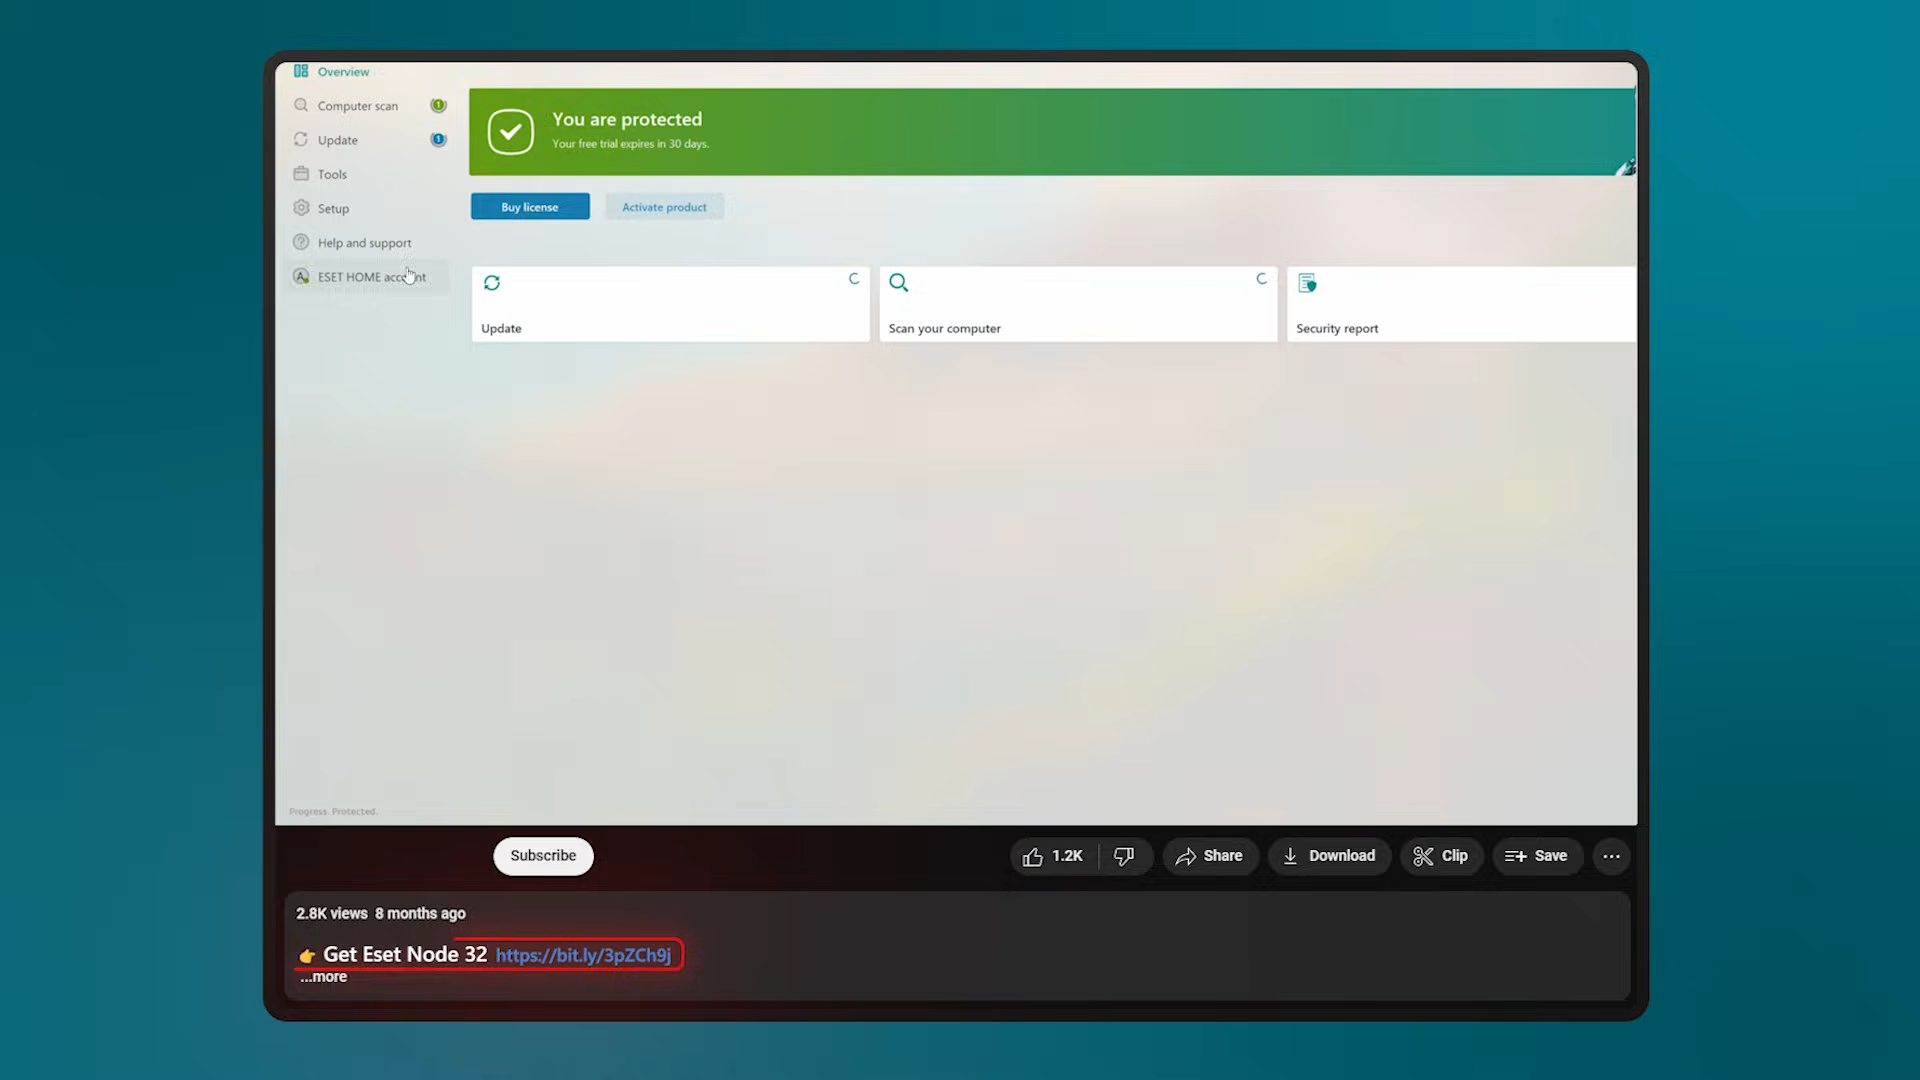 Overview
Computer scan 1
Update 1
Tools
Setup
Help and support
ESET HOME account
You are protected
Your free trial expires in 30 days.
Buy license
Activate product
Update
Scan your computer
Security report
Progress. Protected.
Subscribe
1.2K
Share
Download
Clip
Save
2.8K views 8 months ago
👉 Get Eset Node 32 https://bit.ly/3pZCh9j
...more